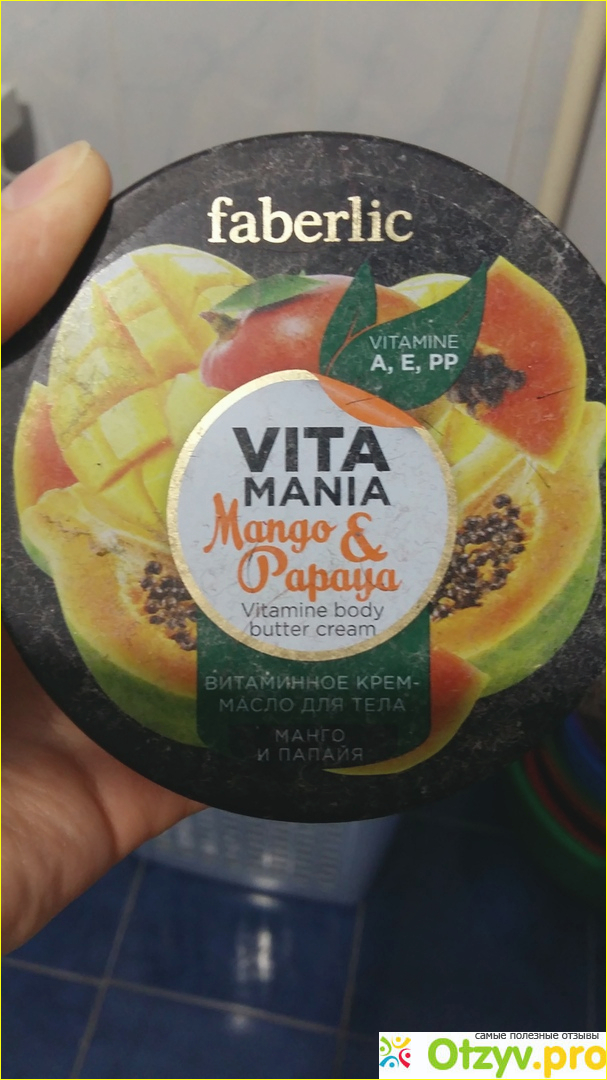 faberlic
VITAMINE
A, E, PP
VITA
MANIA
Mango &
Papaya
Vitamine body
butter cream
ВИТАМИННОЕ КРЕМ-
МАСЛО ДЛЯ ТЕЛА
МАНГО
И ПАПАЙЯ
самые полезные отзывы
Otzyv.pro